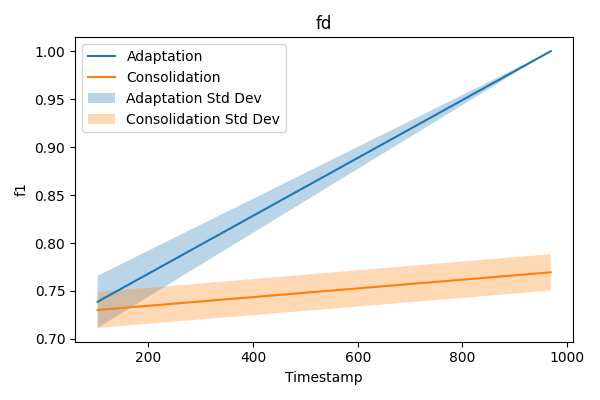 fd
Adaptation
Consolidation
Adaptation Std Dev
Consolidation Std Dev
1.00
0.95
0.90
0.85
0.80
0.75
0.70
f1
200
400
600
800
1000
Timestamp